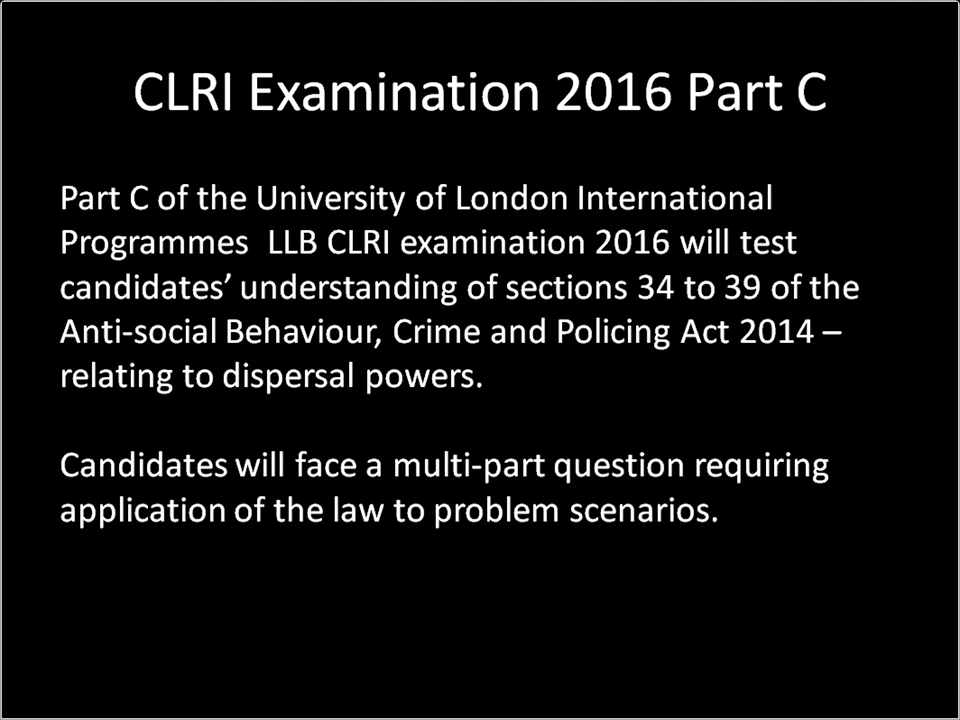 CLRI Examination 2016 Part C
Part C of the University of London International
Programmes  LLB CLRI examination 2016 will test
candidates’ understanding of sections 34 to 39 of the
Anti-social Behaviour, Crime and Policing Act 2014 –
relating to dispersal powers.
Candidates will face a multi-part question requiring
application of the law to problem scenarios.